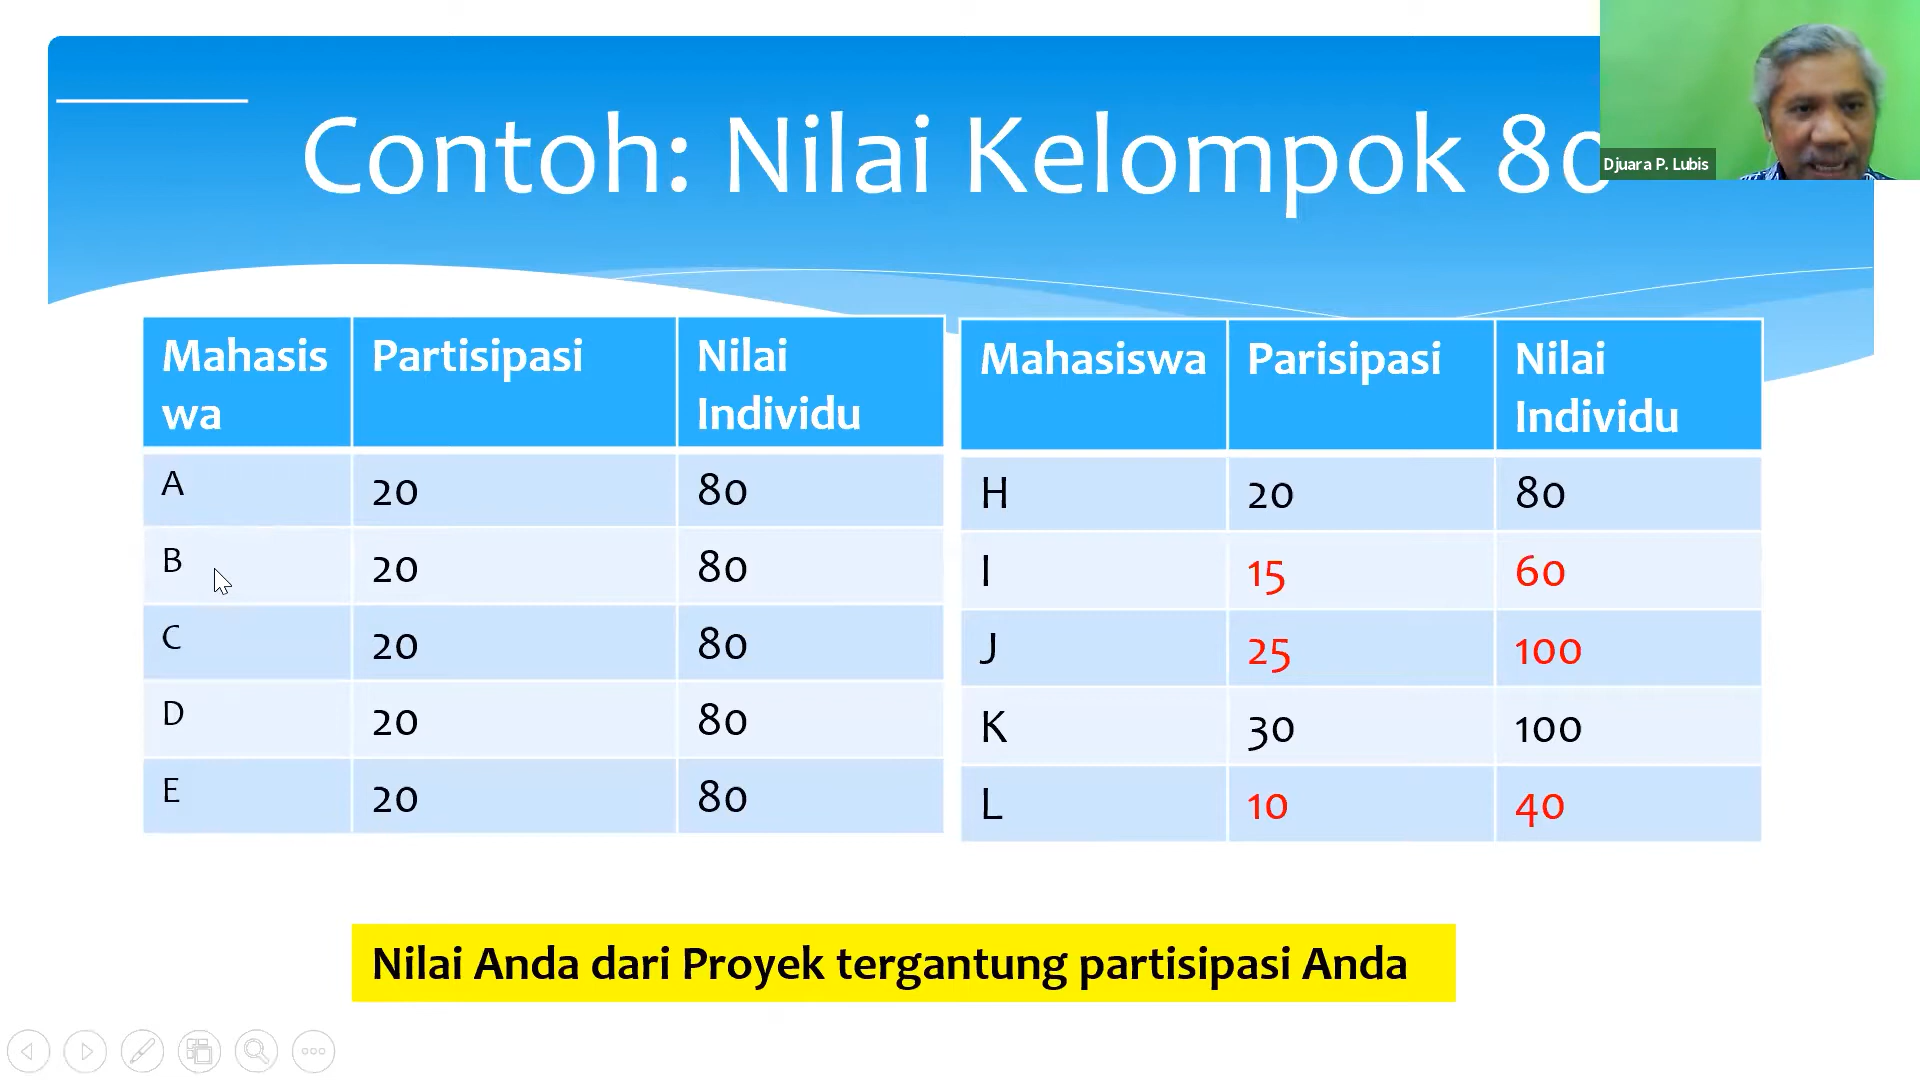 Contoh: Nilai Kelompok 80
Djuara P. Lubis
Mahasis
wa
Partisipasi
Nilai
Individu
A 20 80
B 20 80
C 20 80
D 20 80
E 20 80
Mahasiswa
Parisipasi
Nilai
Individu
H 20 80
I 15 60
J 25 100
K 30 100
L 10 40
Nilai Anda dari Proyek tergantung partisipasi Anda